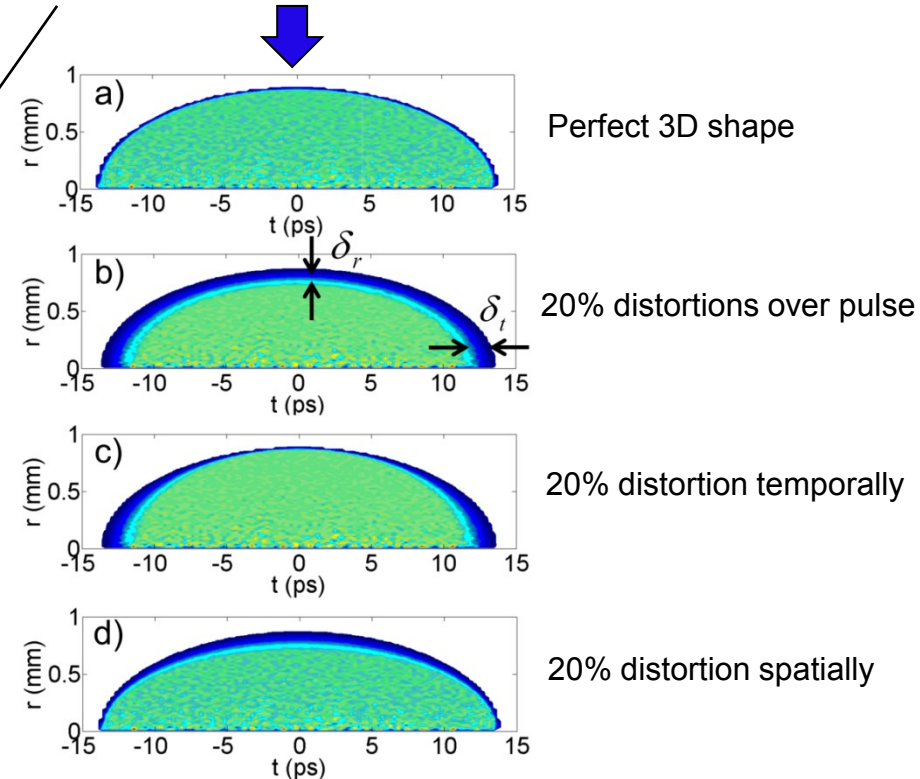 a)
r (mm)
1
0.5
0
-15 -10 -5 0 5 10 15
t (ps)
Perfect 3D shape
b)
r (mm)
1
0.5
0
δr
δt
-15 -10 -5 0 5 10 15
t (ps)
20% distortions over pulse
c)
r (mm)
1
0.5
0
-15 -10 -5 0 5 10 15
t (ps)
20% distortion temporally
d)
r (mm)
1
0.5
0
-15 -10 -5 0 5 10 15
t (ps)
20% distortion spatially